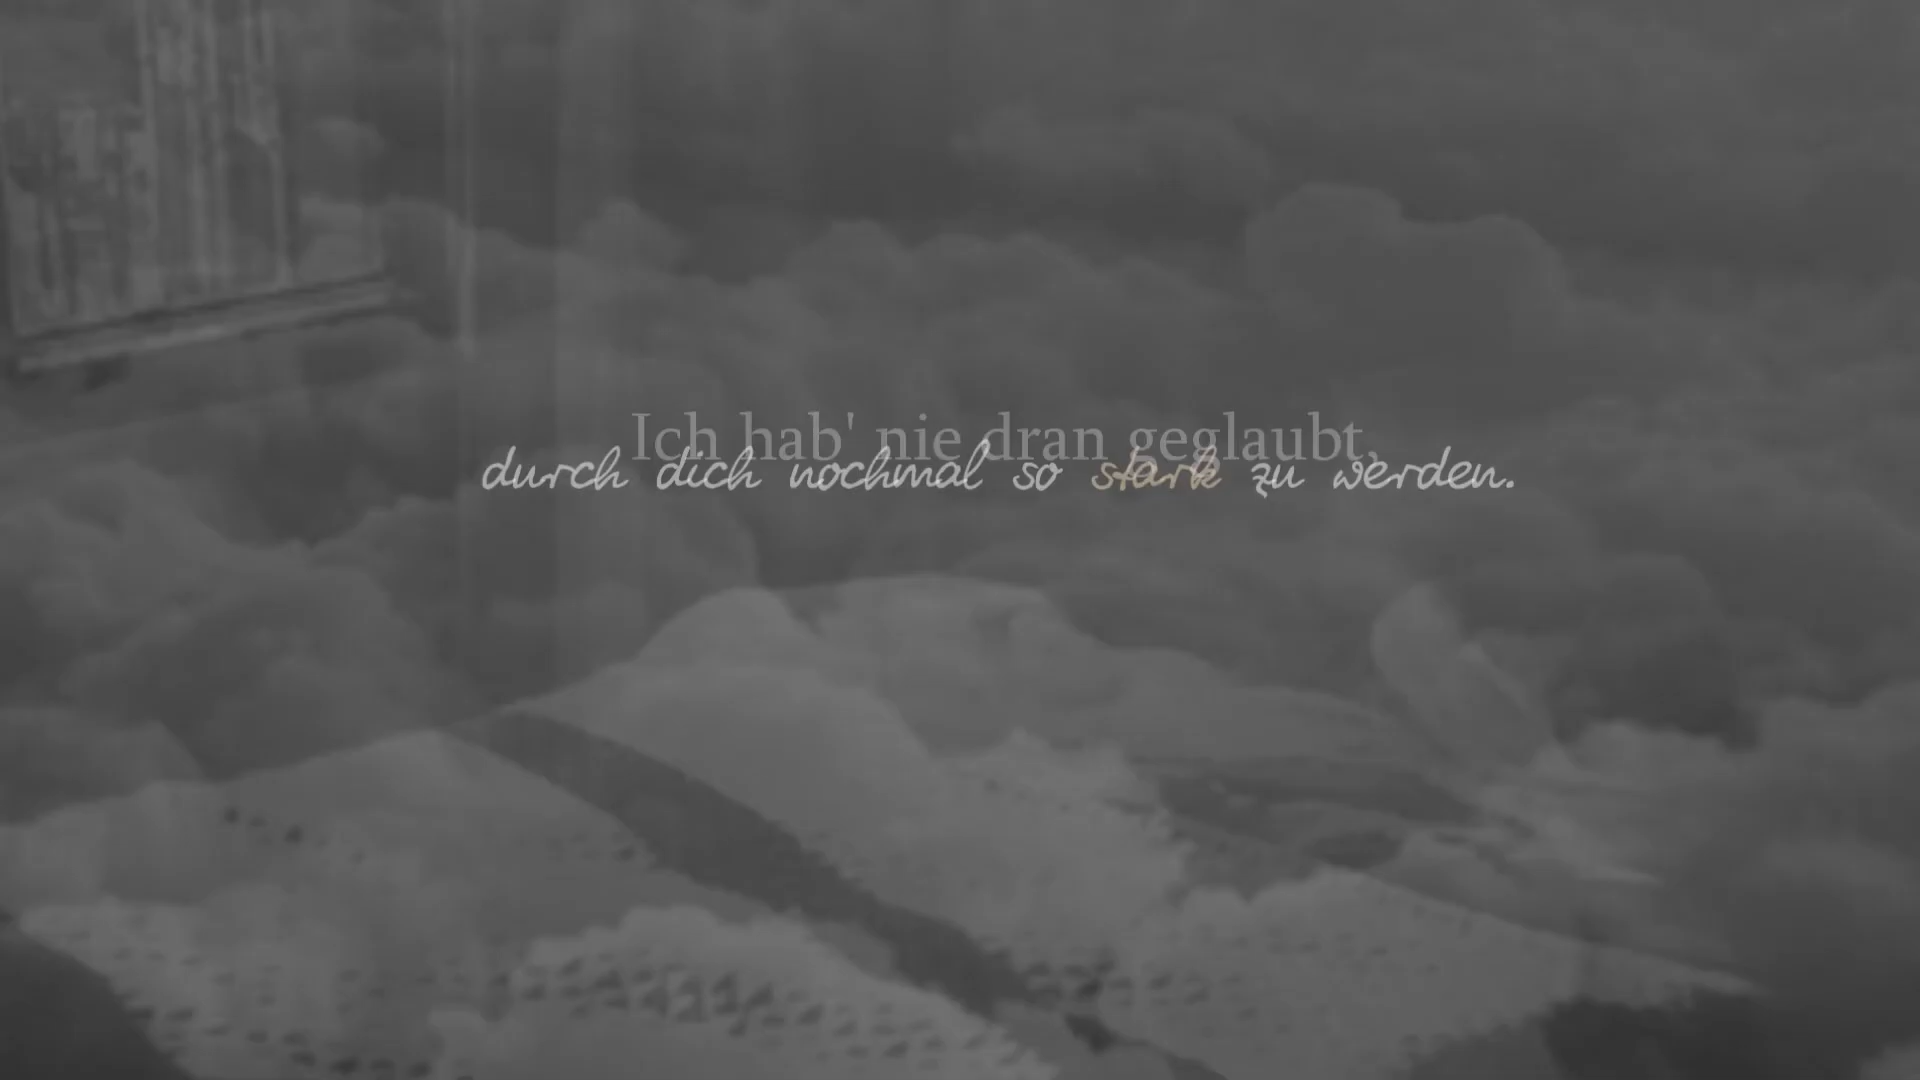 Ich hab' nie dran geglaubt,
durch dich nochmal so stark zu werden.